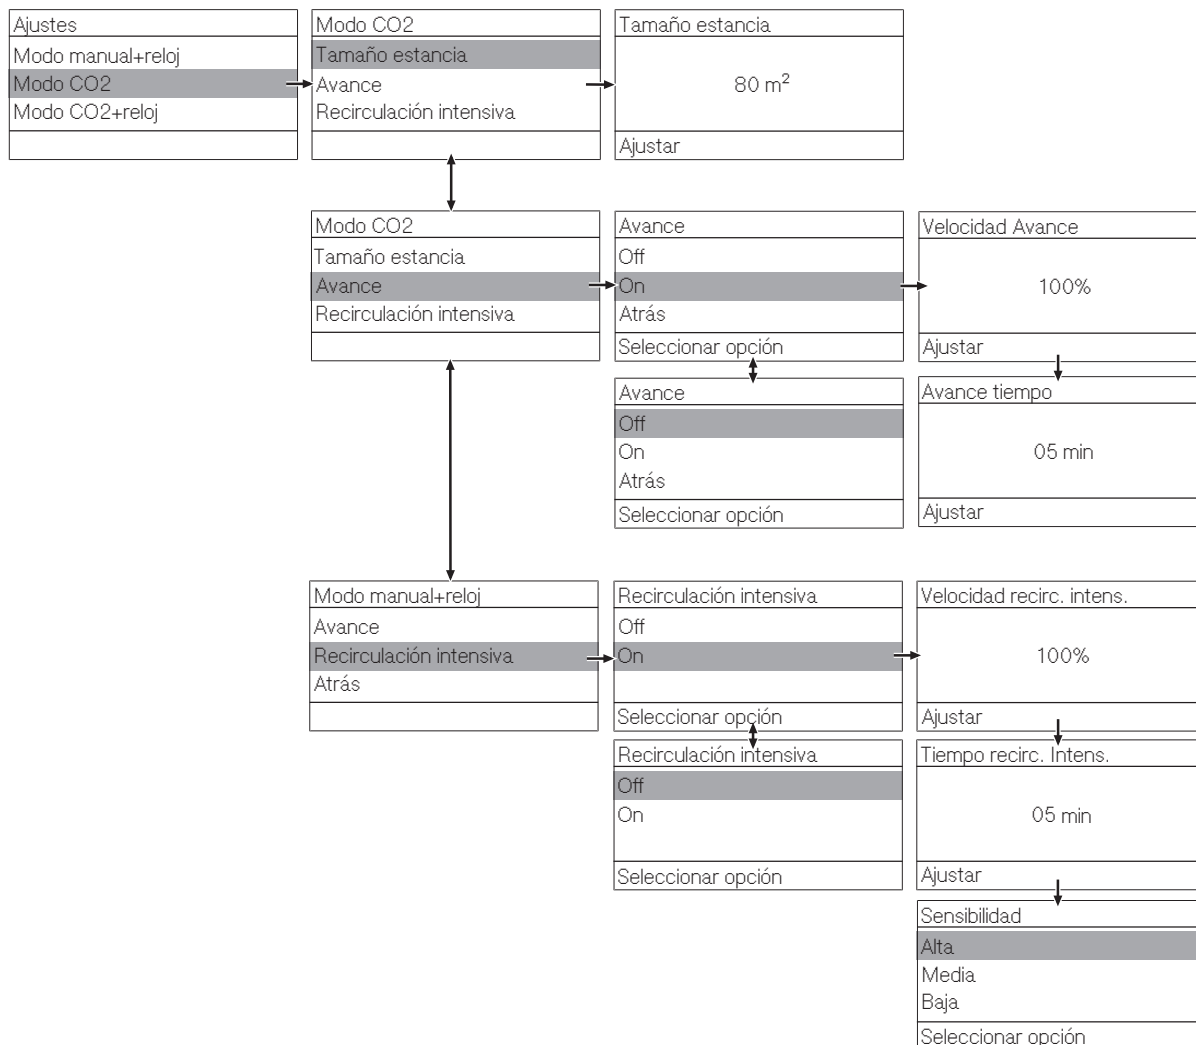 Ajustes
Modo manual+reloj
Modo CO2
Modo CO2+reloj
Modo CO2
Tamaño estancia
Avance
Recirculación intensiva
Tamaño estancia
80 m²
Ajustar
Modo CO2
Tamaño estancia
Avance
Recirculación intensiva
Avance
Off
On
Atrás
Seleccionar opción
Velocidad Avance
100%
Ajustar
Avance
Off
On
Atrás
Seleccionar opción
Avance tiempo
05 min
Ajustar
Modo manual+reloj
Avance
Recirculación intensiva
Atrás
Recirculación intensiva
Off
On
Seleccionar opción
Velocidad recirc. intens.
100%
Ajustar
Recirculación intensiva
Off
On
Seleccionar opción
Tiempo recirc. Intens.
05 min
Ajustar
Sensibilidad
Alta
Media
Baja
Seleccionar opción